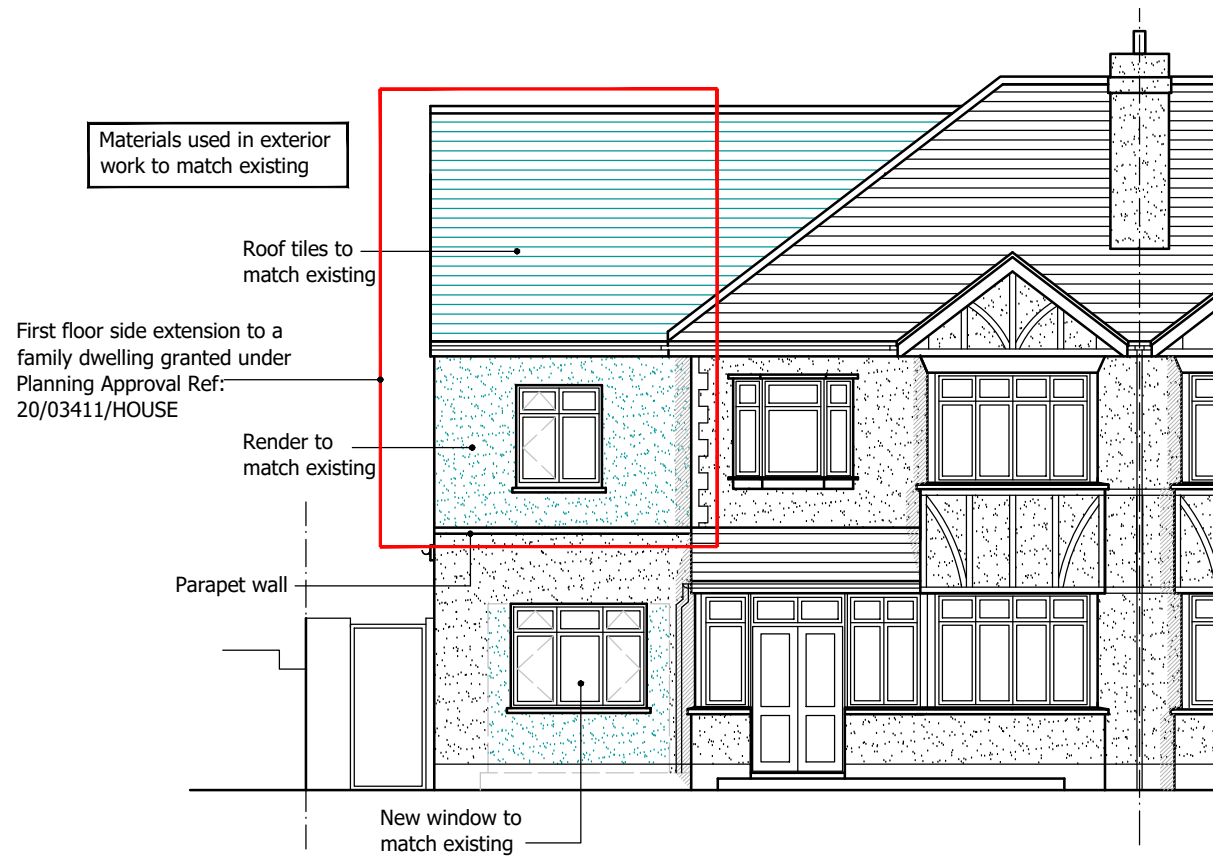 Materials used in exterior
work to match existing
Roof tiles to
match existing
First floor side extension to a
family dwelling granted under
Planning Approval Ref:
20/03411/HOUSE
Render to
match existing
Parapet wall
New window to
match existing